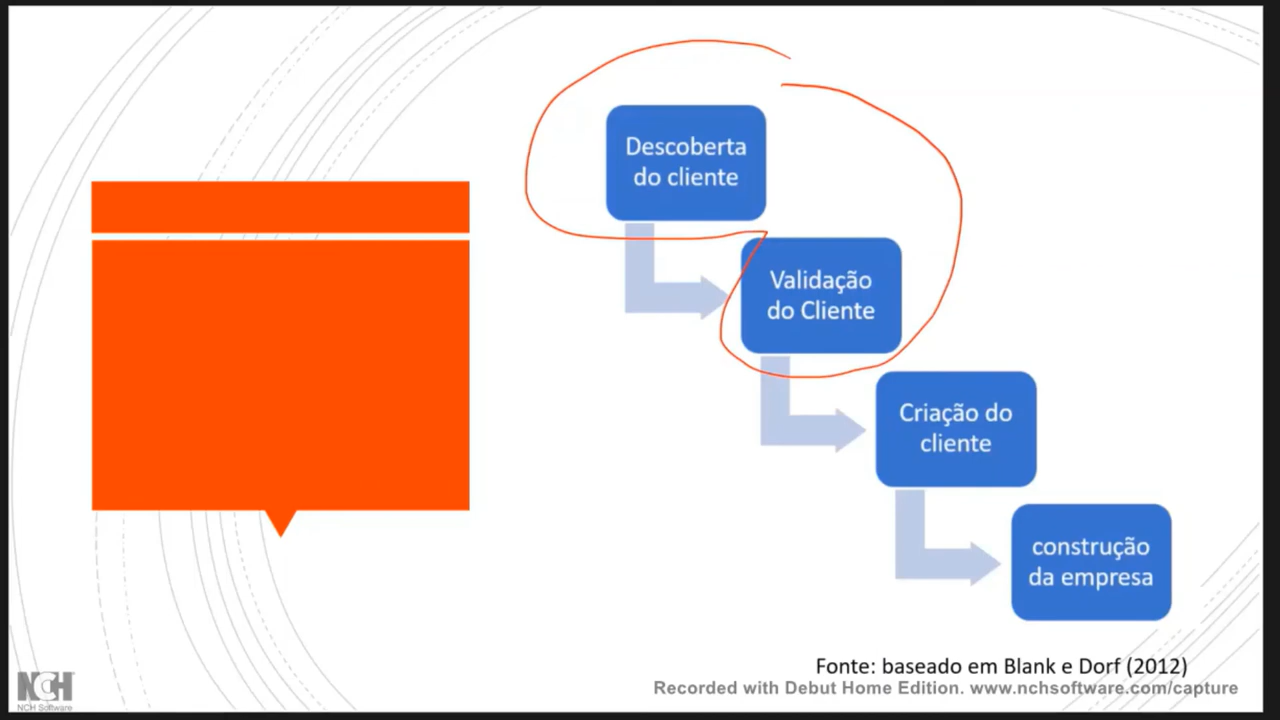 Descoberta
do cliente
Validação
do Cliente
Criação do
cliente
construção
da empresa
Fonte: baseado em Blank e Dorf (2012)
Recorded with Debut Home Edition. www.nchsoftware.com/capture
NCH
NCH Software